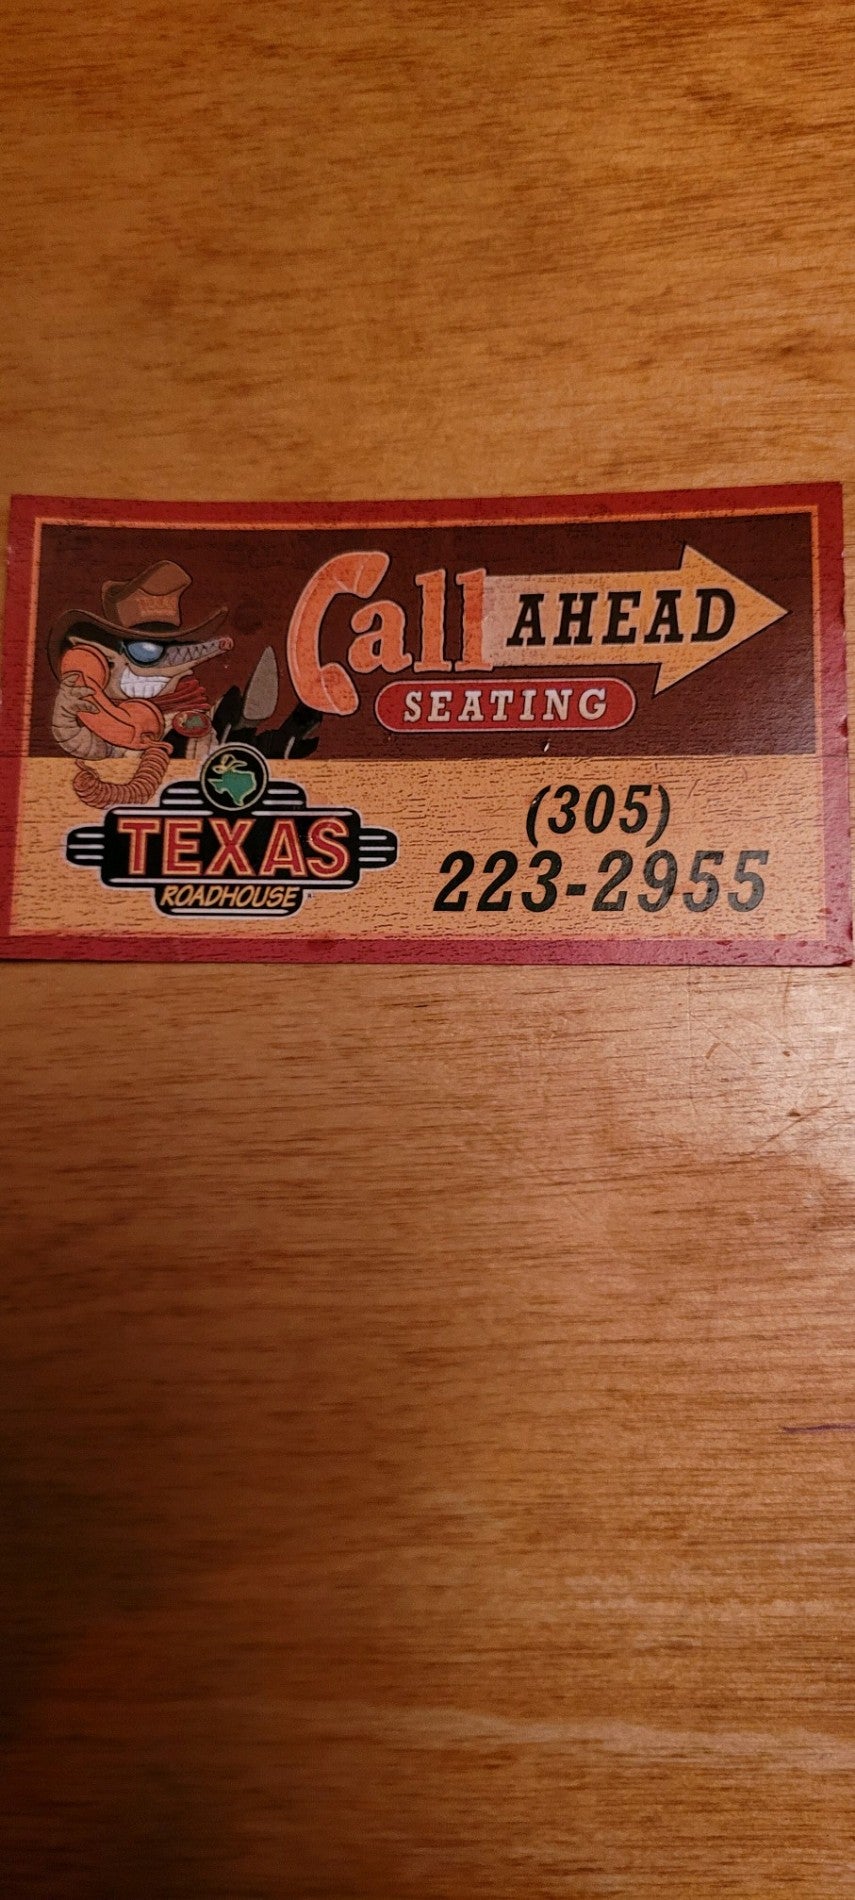 Call AHEAD
SEATING
TEXAS
ROADHOUSE
(305)
223-2955